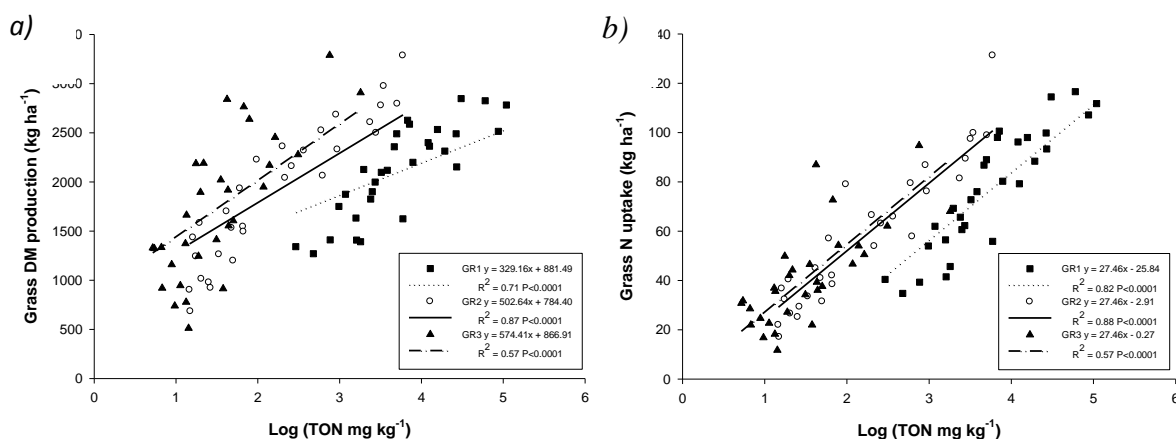 a)
b)
Grass DM production (kg ha⁻¹)
3000
2500
2000
1500
1000
500
0
GR1 y = 329.16x + 881.49
R² = 0.71 P<0.0001
GR2 y = 502.64x + 784.40
R² = 0.87 P<0.0001
GR3 y = 574.41x + 866.91
R² = 0.57 P<0.0001
0 1 2 3 4 5 6
Log (TON mg kg⁻¹)
Grass N uptake (kg ha⁻¹)
40
20
00
80
60
40
20
0
GR1 y = 27.46x - 25.84
R² = 0.82 P<0.0001
GR2 y = 27.46x - 2.91
R² = 0.88 P<0.0001
GR3 y = 27.46x - 0.27
R² = 0.57 P<0.0001
0 1 2 3 4 5 6
Log (TON mg kg⁻¹)